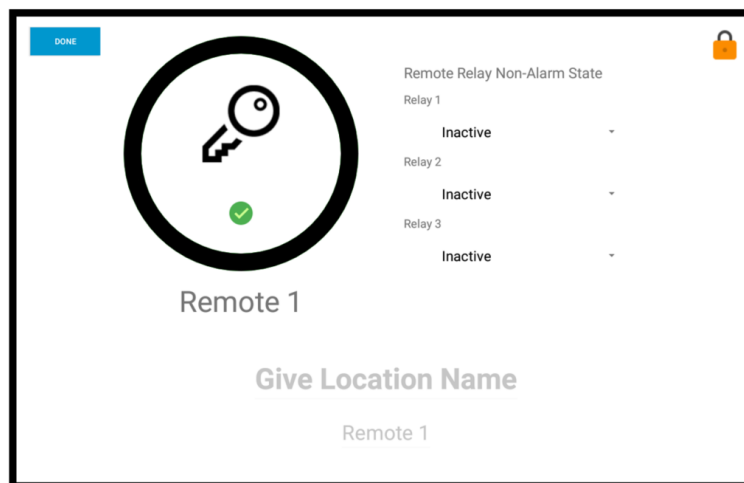 DONE
Remote Relay Non-Alarm State
Relay 1
Inactive
Relay 2
Inactive
Relay 3
Inactive
Remote 1
Give Location Name
Remote 1